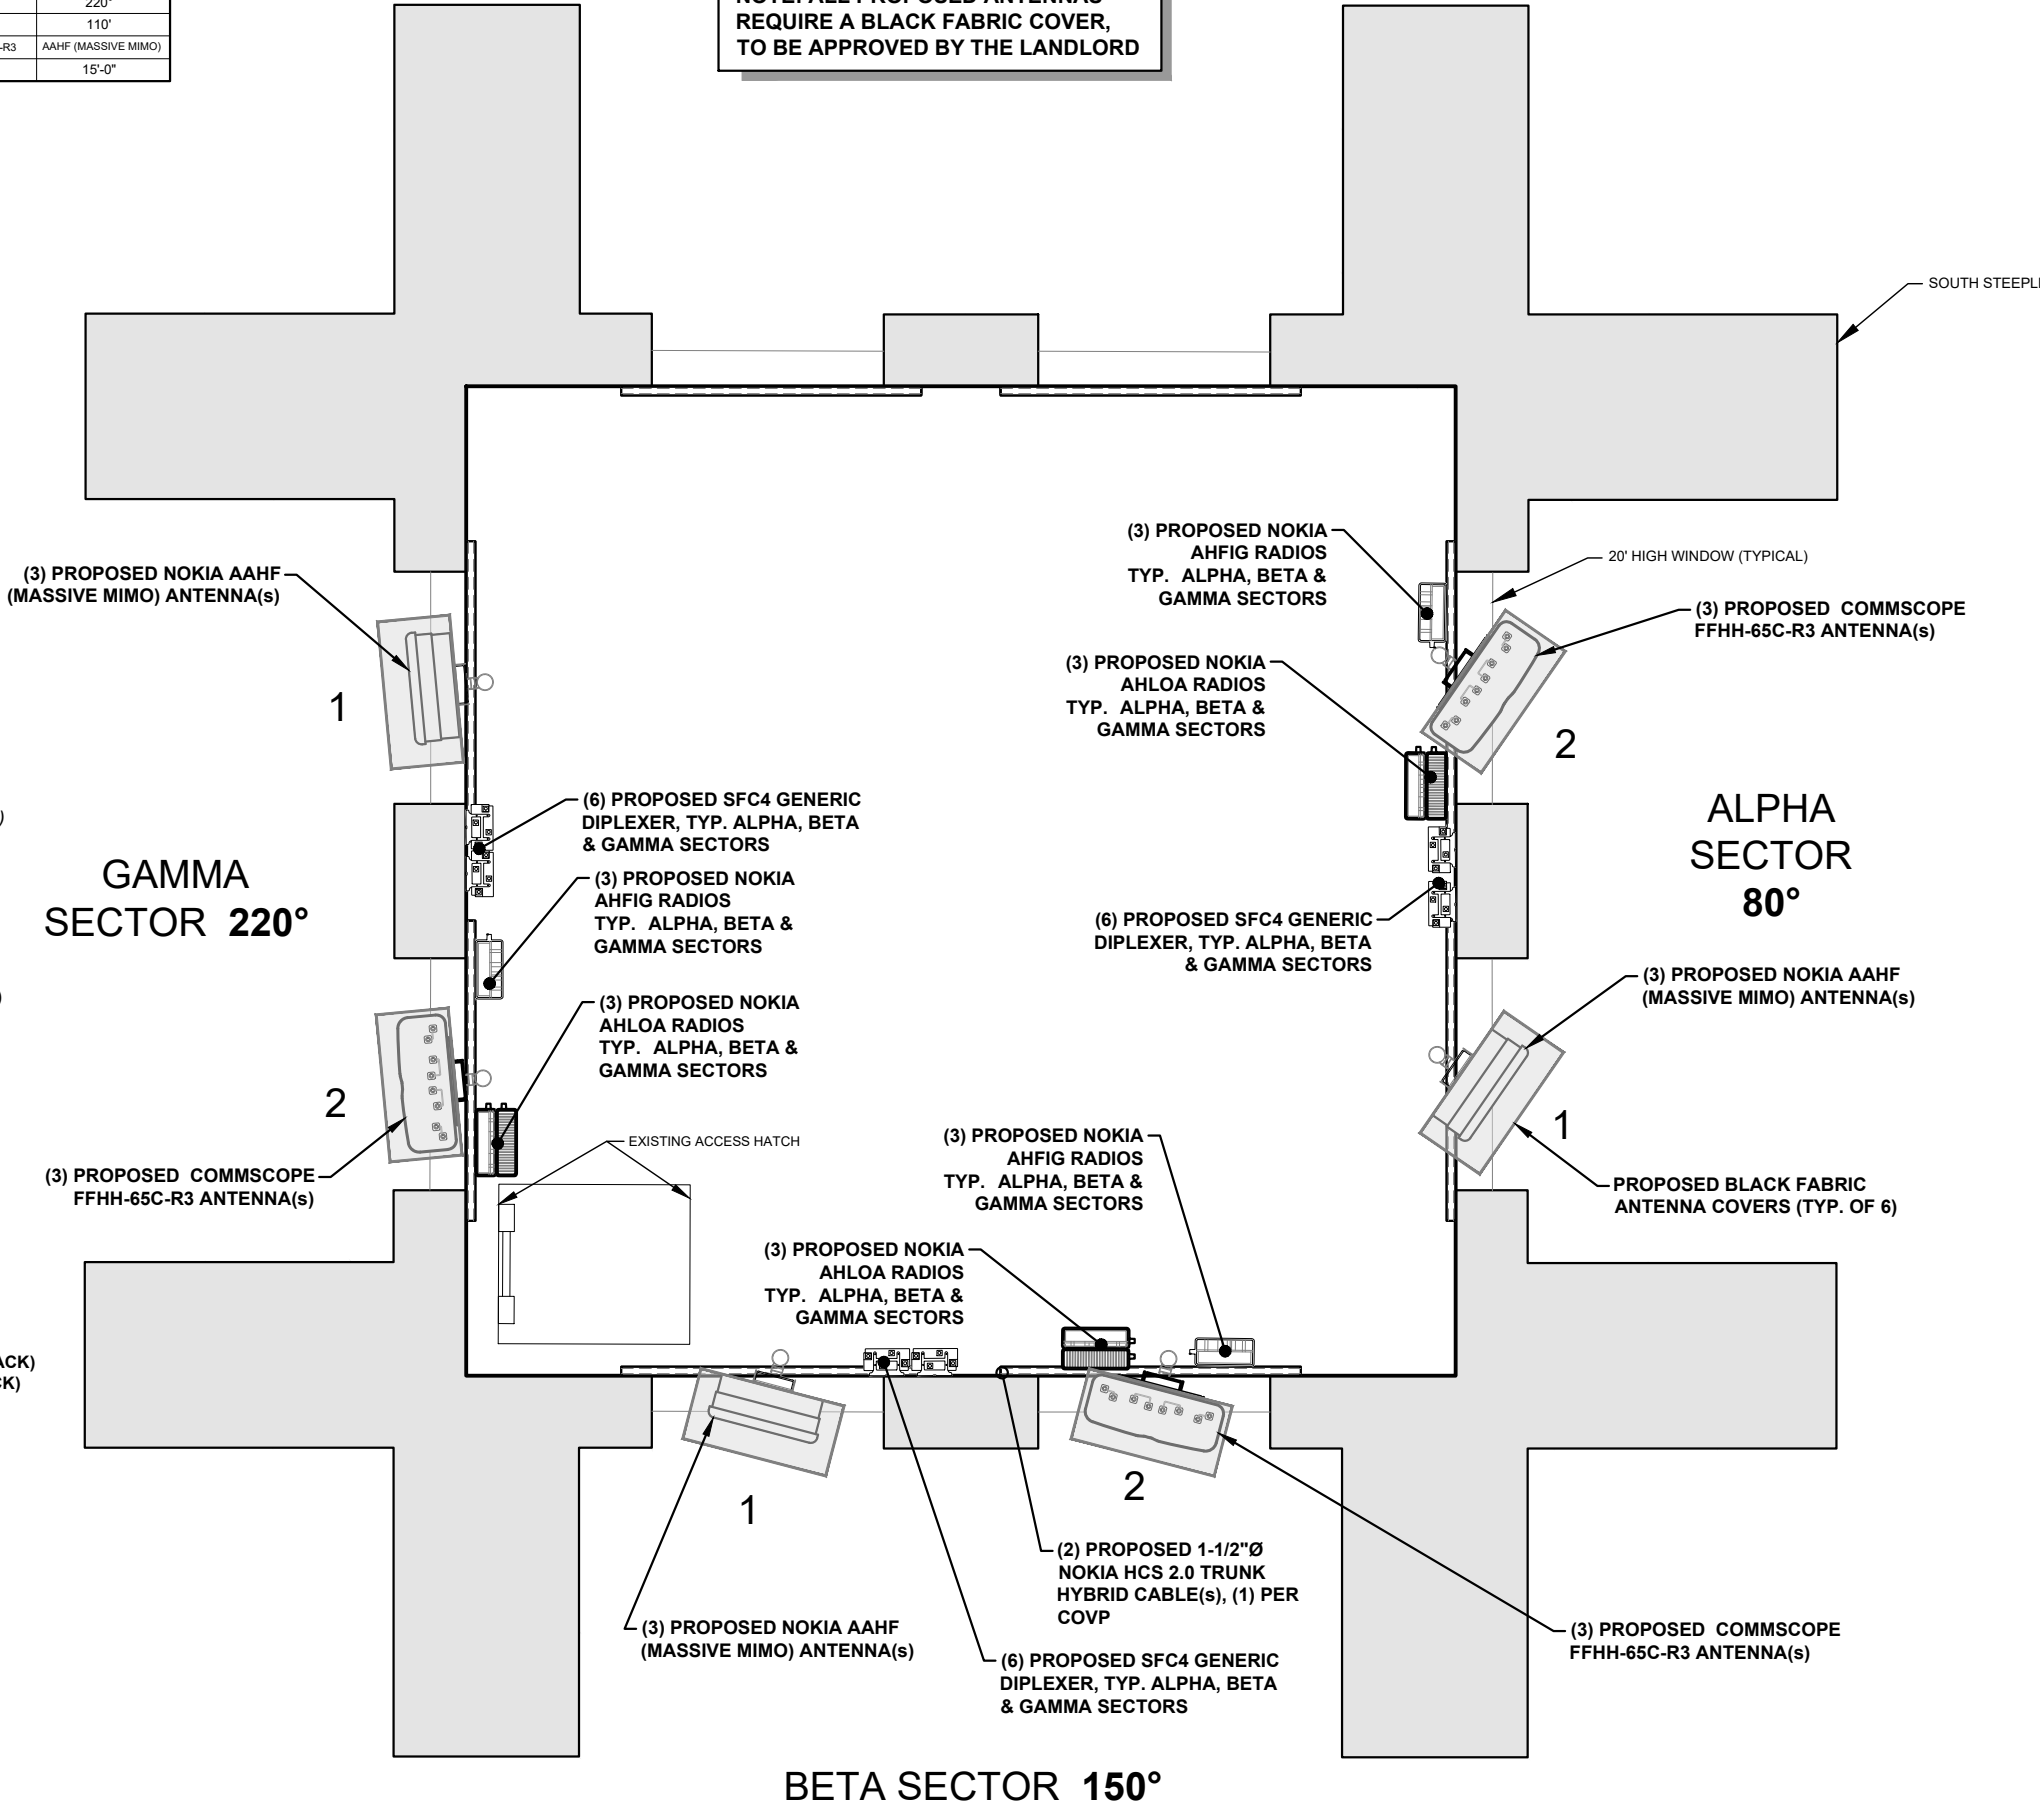 220°
110'
-R3
AAHF (MASSIVE MIMO)
15'-0"
NOTE: ALL PROPOSED ANTENNAS
REQUIRE A BLACK FABRIC COVER,
TO BE APPROVED BY THE LANDLORD
SOUTH STEEPLE
(3) PROPOSED NOKIA
AHFIG RADIOS
TYP. ALPHA, BETA &
GAMMA SECTORS
20' HIGH WINDOW (TYPICAL)
(3) PROPOSED NOKIA AAHF
(MASSIVE MIMO) ANTENNA(s)
(3) PROPOSED COMMSCOPE
FFHH-65C-R3 ANTENNA(s)
(3) PROPOSED NOKIA
AHLOA RADIOS
TYP. ALPHA, BETA &
GAMMA SECTORS
1
2
(6) PROPOSED SFC4 GENERIC
DIPLEXER, TYP. ALPHA, BETA
& GAMMA SECTORS
ALPHA
SECTOR
80°
)
GAMMA
SECTOR 220°
(3) PROPOSED NOKIA
AHFIG RADIOS
TYP. ALPHA, BETA &
GAMMA SECTORS
(6) PROPOSED SFC4 GENERIC
DIPLEXER, TYP. ALPHA, BETA
& GAMMA SECTORS
)
(3) PROPOSED NOKIA AAHF
(MASSIVE MIMO) ANTENNA(s)
(3) PROPOSED NOKIA
AHLOA RADIOS
TYP. ALPHA, BETA &
GAMMA SECTORS
2
1
EXISTING ACCESS HATCH
(3) PROPOSED NOKIA
AHFIG RADIOS
TYP. ALPHA, BETA &
GAMMA SECTORS
(3) PROPOSED COMMSCOPE
FFHH-65C-R3 ANTENNA(s)
PROPOSED BLACK FABRIC
ANTENNA COVERS (TYP. OF 6)
(3) PROPOSED NOKIA
AHLOA RADIOS
TYP. ALPHA, BETA &
GAMMA SECTORS
ACK)
CK)
1
2
(2) PROPOSED 1-1/2"Ø
NOKIA HCS 2.0 TRUNK
HYBRID CABLE(s), (1) PER
COVP
(3) PROPOSED NOKIA AAHF
(MASSIVE MIMO) ANTENNA(s)
(3) PROPOSED COMMSCOPE
FFHH-65C-R3 ANTENNA(s)
(6) PROPOSED SFC4 GENERIC
DIPLEXER, TYP. ALPHA, BETA
& GAMMA SECTORS
BETA SECTOR 150°